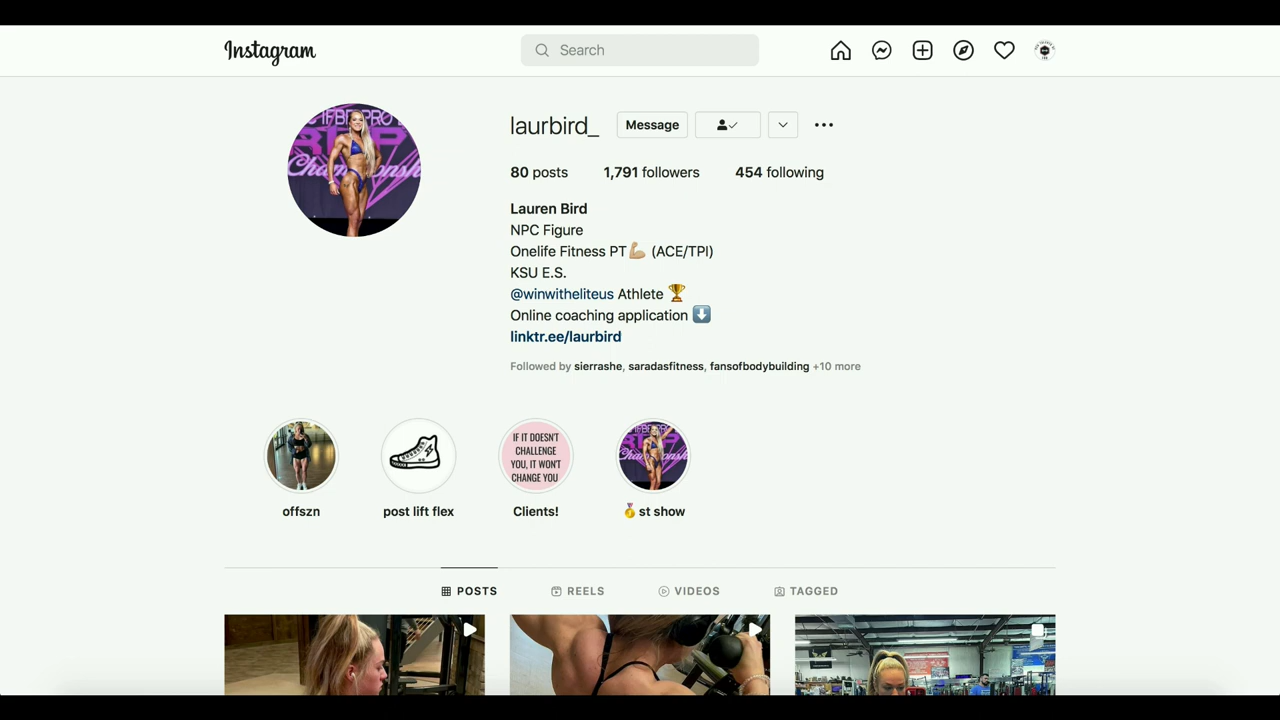 Instagram
Search
laurbird_ Message
80 posts 1,791 followers 454 following
Lauren Bird
NPC Figure
Onelife Fitness PT💪🏼 (ACE/TPI)
KSU E.S.
@winwitheliteus Athlete 🏆
Online coaching application ⬇️
linktr.ee/laurbird
Followed by sierrashe, saradasfitness, fansofbodybuilding +10 more
IF IT DOESN'T
CHALLENGE
YOU, IT WON'T
CHANGE YOU
offszn post lift flex Clients! 🥇st show
POSTS REELS VIDEOS TAGGED